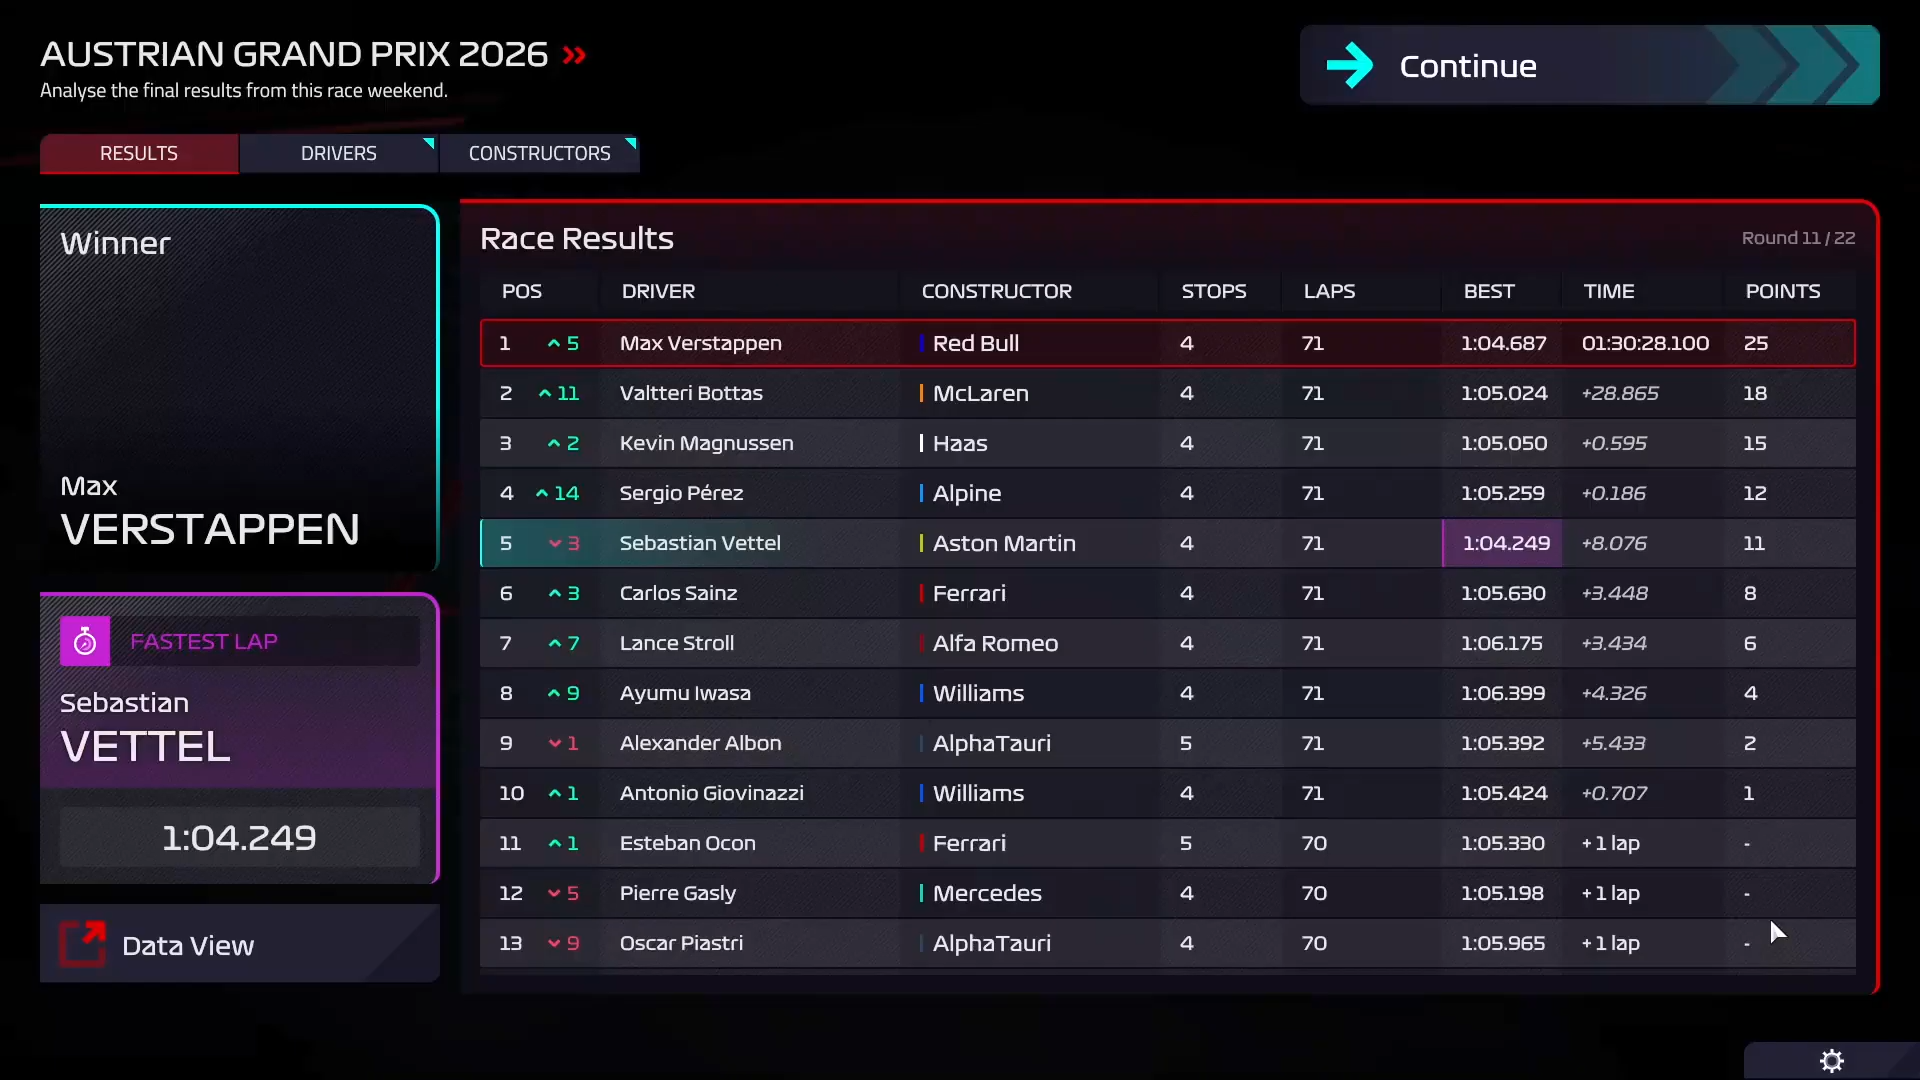 AUSTRIAN GRAND PRIX 2026
Analyse the final results from this race weekend.
Continue
RESULTS DRIVERS CONSTRUCTORS
Winner
Max
VERSTAPPEN
FASTEST LAP
Sebastian
VETTEL
1:04.249
Data View
Race Results
Round 11 / 22
POS DRIVER CONSTRUCTOR STOPS LAPS BEST TIME POINTS
1 5 Max Verstappen Red Bull 4 71 1:04.687 01:30:28.100 25
2 11 Valtteri Bottas McLaren 4 71 1:05.024 +28.865 18
3 2 Kevin Magnussen Haas 4 71 1:05.050 +0.595 15
4 14 Sergio Pérez Alpine 4 71 1:05.259 +0.186 12
5 3 Sebastian Vettel Aston Martin 4 71 1:04.249 +8.076 11
6 3 Carlos Sainz Ferrari 4 71 1:05.630 +3.448 8
7 7 Lance Stroll Alfa Romeo 4 71 1:06.175 +3.434 6
8 9 Ayumu Iwasa Williams 4 71 1:06.399 +4.326 4
9 1 Alexander Albon AlphaTauri 5 71 1:05.392 +5.433 2
10 1 Antonio Giovinazzi Williams 4 71 1:05.424 +0.707 1
11 1 Esteban Ocon Ferrari 5 70 1:05.330 + 1 lap -
12 5 Pierre Gasly Mercedes 4 70 1:05.198 + 1 lap -
13 9 Oscar Piastri AlphaTauri 4 70 1:05.965 + 1 lap -